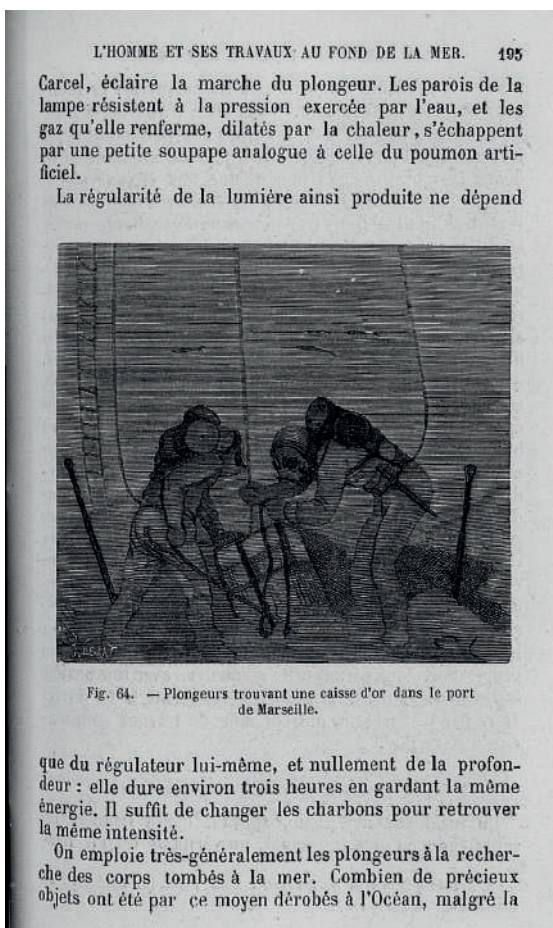 L'HOMME ET SES TRAVAUX AU FOND DE LA MER. 195
Carcel, éclaire la marche du plongeur. Les parois de la
lampe résistent à la pression exercée par l'eau, et les
gaz qu'elle renferme, dilatés par la chaleur, s'échappent
par une petite soupape analogue à celle du poumon arti-
ficiel.
La régularité de la lumière ainsi produite ne dépend
Fig. 64. — Plongeurs trouvant une caisse d'or dans le port
de Marseille.
que du régulateur lui-même, et nullement de la profon-
deur : elle dure environ trois heures en gardant la même
énergie. Il suffit de changer les charbons pour retrouver
la même intensité.
On emploie très-généralement les plongeurs à la recher-
che des corps tombés à la mer. Combien de précieux
objets ont été par ce moyen dérobés à l'Océan, malgré la